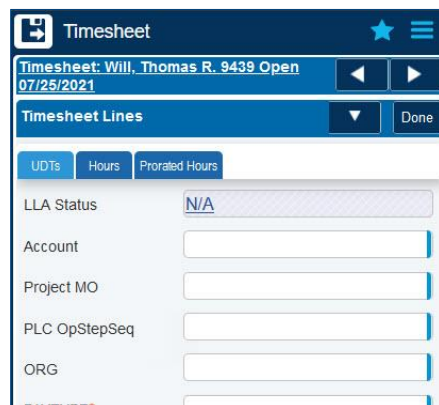 Timesheet
Timesheet: Will, Thomas R. 9439 Open
07/25/2021
Timesheet Lines
Done
UDTs Hours Prorated Hours
LLA Status N/A
Account
Project MO
PLC OpStepSeq
ORG